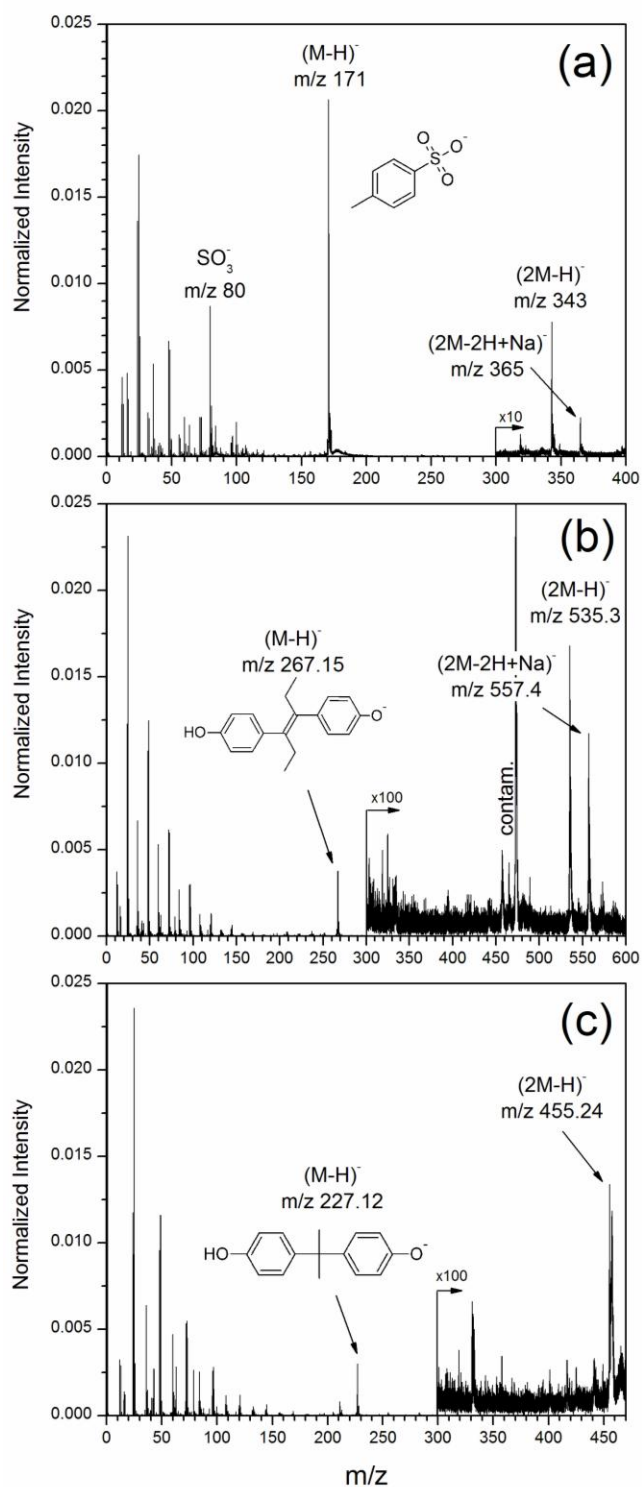 (a)
(M-H)⁻
m/z 171
SO₃⁻
m/z 80
O O⁻
S
O
(2M-H)⁻
m/z 343
(2M-2H+Na)⁻
m/z 365
x10
Normalized Intensity
0.025
0.020
0.015
0.010
0.005
0.000
0 50 100 150 200 250 300 350 400
(b)
(M-H)⁻
m/z 267.15
HO
O⁻
(2M-H)⁻
m/z 535.3
(2M-2H+Na)⁻
m/z 557.4
contam.
x100
Normalized Intensity
0.025
0.020
0.015
0.010
0.005
0.000
0 50 100 150 200 250 300 350 400 450 500 550 600
(c)
(2M-H)⁻
m/z 455.24
(M-H)⁻
m/z 227.12
HO
O⁻
x100
Normalized Intensity
0.025
0.020
0.015
0.010
0.005
0.000
0 50 100 150 200 250 300 350 400 450
m/z